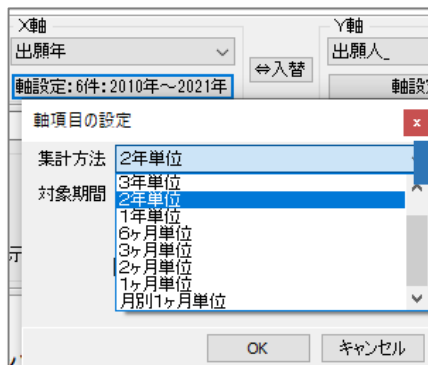 X軸
Y軸
出願年
⇔入替
出願人_
軸設定:6件:2010年～2021年
軸設
軸項目の設定
x
集計方法
2年単位
対象期間
3年単位
2年単位
1年単位
6ヶ月単位
3ヶ月単位
2ヶ月単位
1ヶ月単位
月別1ヶ月単位
示
OK
キャンセル